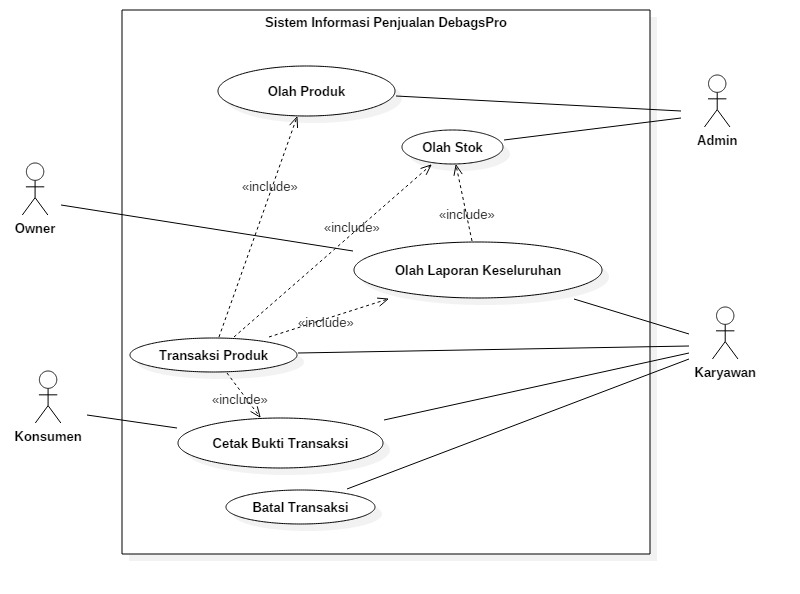 Sistem Informasi Penjualan DebagsPro
Olah Produk
Admin
Olah Stok
«include»
Owner
«include»
«include»
Olah Laporan Keseluruhan
«include»
Transaksi Produk
Karyawan
«include»
Konsumen
Cetak Bukti Transaksi
Batal Transaksi